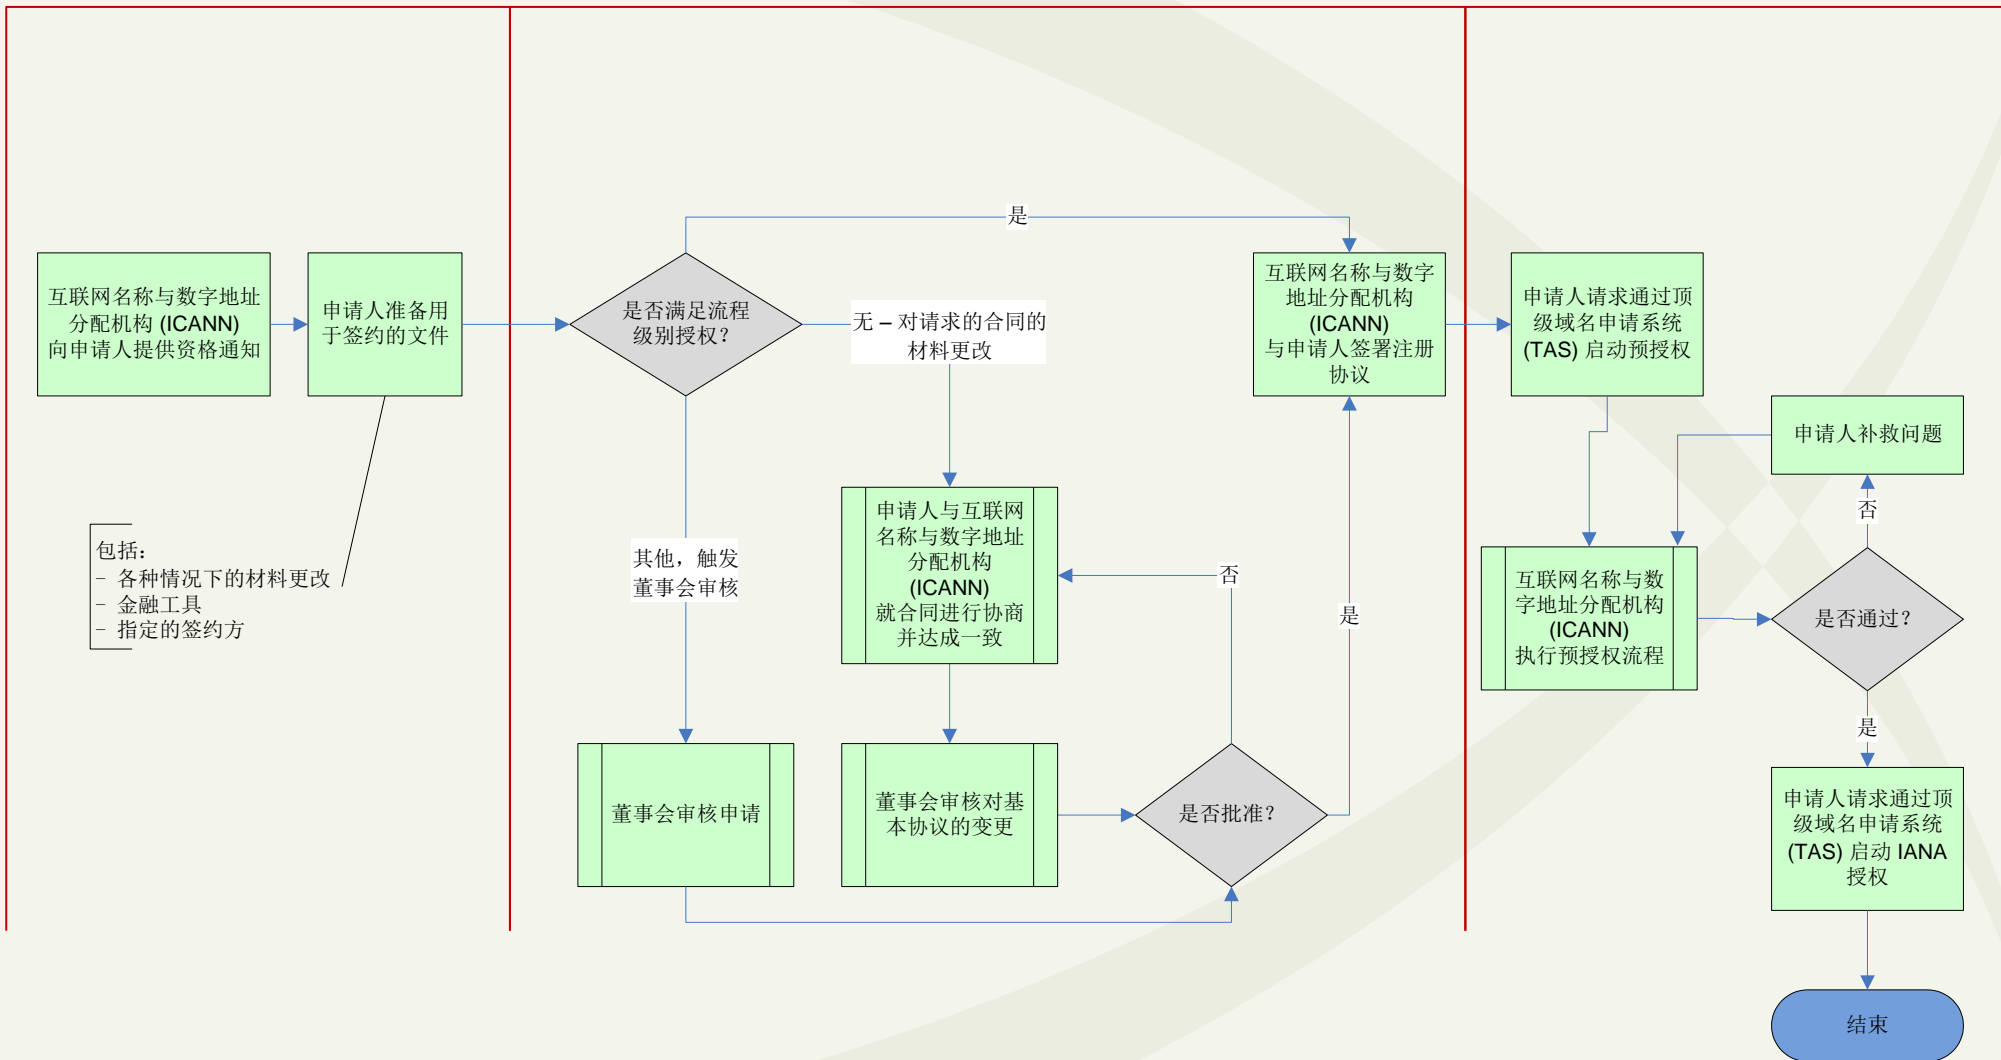 互联网名称与数字地址
分配机构 (ICANN)
向申请人提供资格通知
申请人准备用
于签约的文件
包括：
– 各种情况下的材料更改
– 金融工具
– 指定的签约方
是否满足流程
级别授权？
是
无 – 对请求的合同的
材料更改
其他，触发
董事会审核
申请人与互联网
名称与数字地址
分配机构
(ICANN)
就合同进行协商
并达成一致
否
是
董事会审核申请
董事会审核对基
本协议的变更
是否批准？
互联网名称与数字
地址分配机构
(ICANN)
与申请人签署注册
协议
申请人请求通过顶
级域名申请系统
(TAS) 启动预授权
申请人补救问题
否
互联网名称与数
字地址分配机构
(ICANN)
执行预授权流程
是否通过？
是
申请人请求通过顶
级域名申请系统
(TAS) 启动 IANA
授权
结束